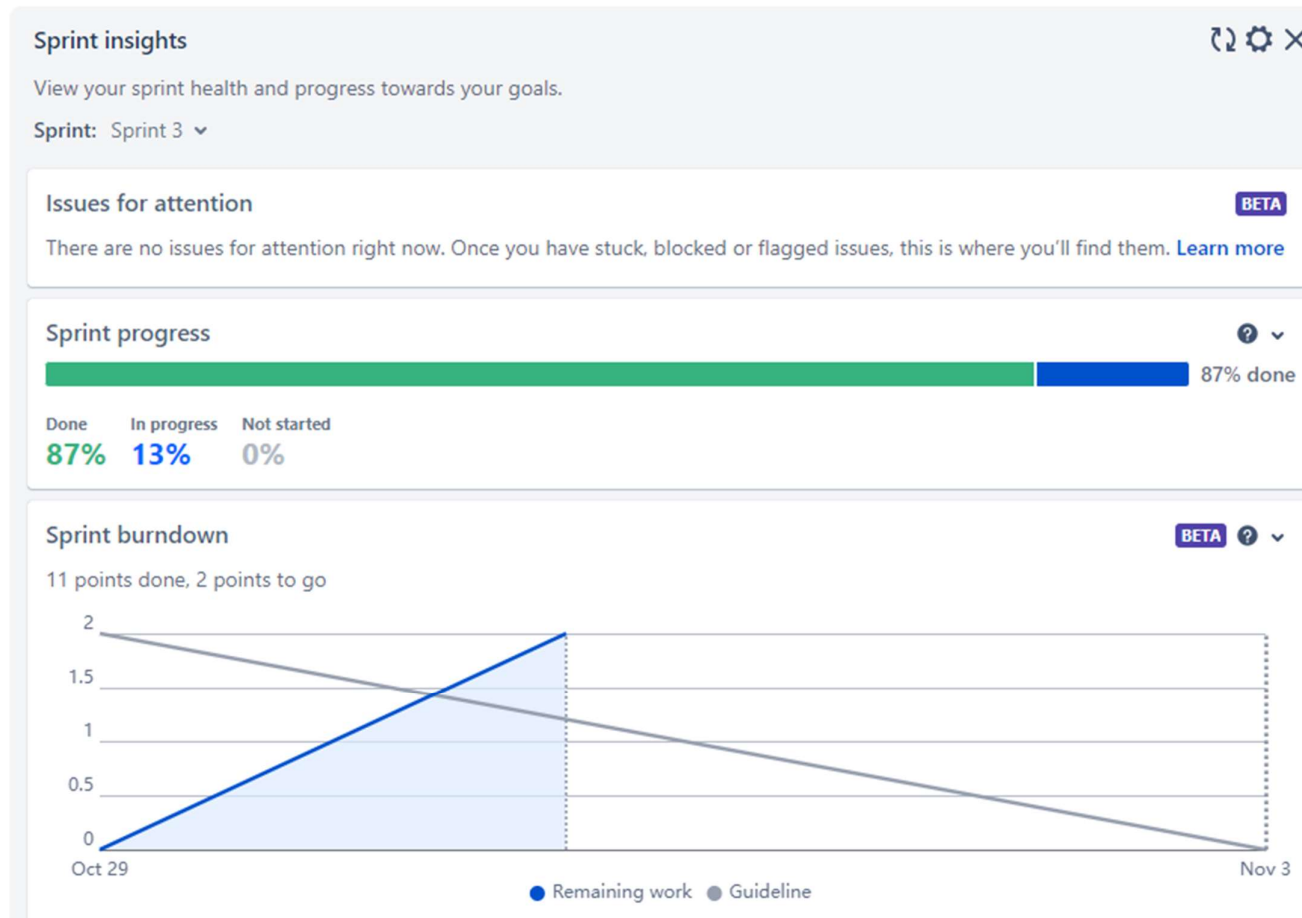 Sprint insights
View your sprint health and progress towards your goals.
Sprint: Sprint 3
Issues for attention
BETA
There are no issues for attention right now. Once you have stuck, blocked or flagged issues, this is where you'll find them. Learn more
Sprint progress
?
87% done
Done In progress Not started
87% 13% 0%
Sprint burndown
BETA ?
11 points done, 2 points to go
2
1.5
1
0.5
0
Oct 29 Nov 3
Remaining work Guideline